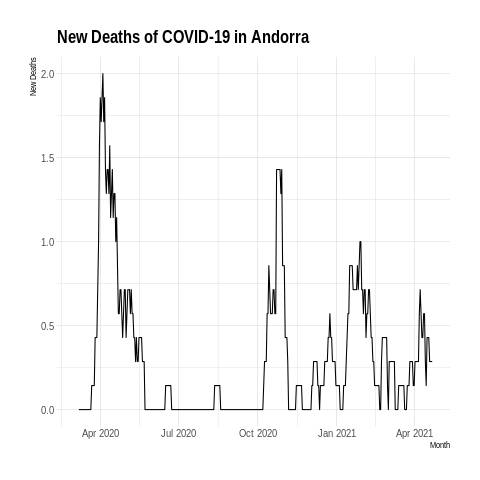 New Deaths of COVID-19 in Andorra
New Deaths
2.0
1.5
1.0
0.5
0.0
Apr 2020
Jul 2020
Oct 2020
Jan 2021
Apr 2021
Month